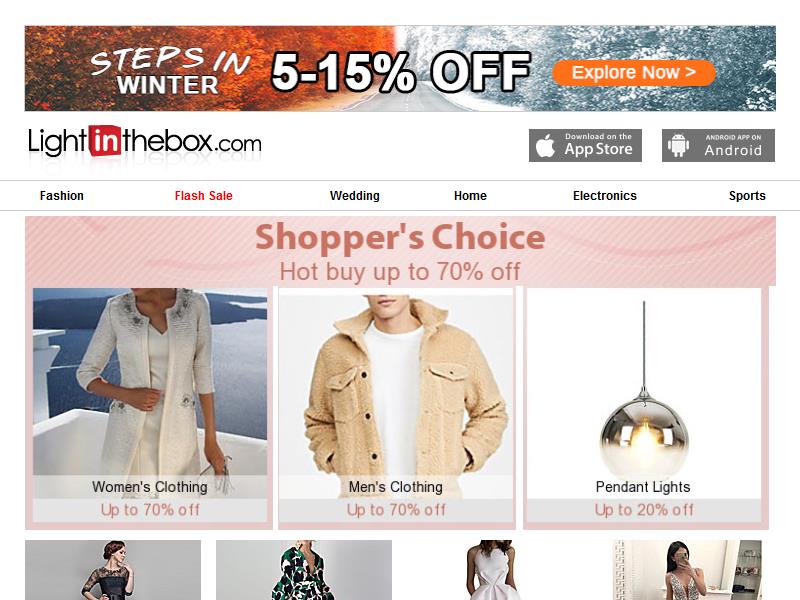 STEPS IN
WINTER
5-15% OFF
Explore Now >
Lightinthebox.com
Download on the
App Store
ANDROID APP ON
Android
Fashion
Flash Sale
Wedding
Home
Electronics
Sports
Shopper's Choice
Hot buy up to 70% off
Women's Clothing
Up to 70% off
Men's Clothing
Up to 70% off
Pendant Lights
Up to 20% off